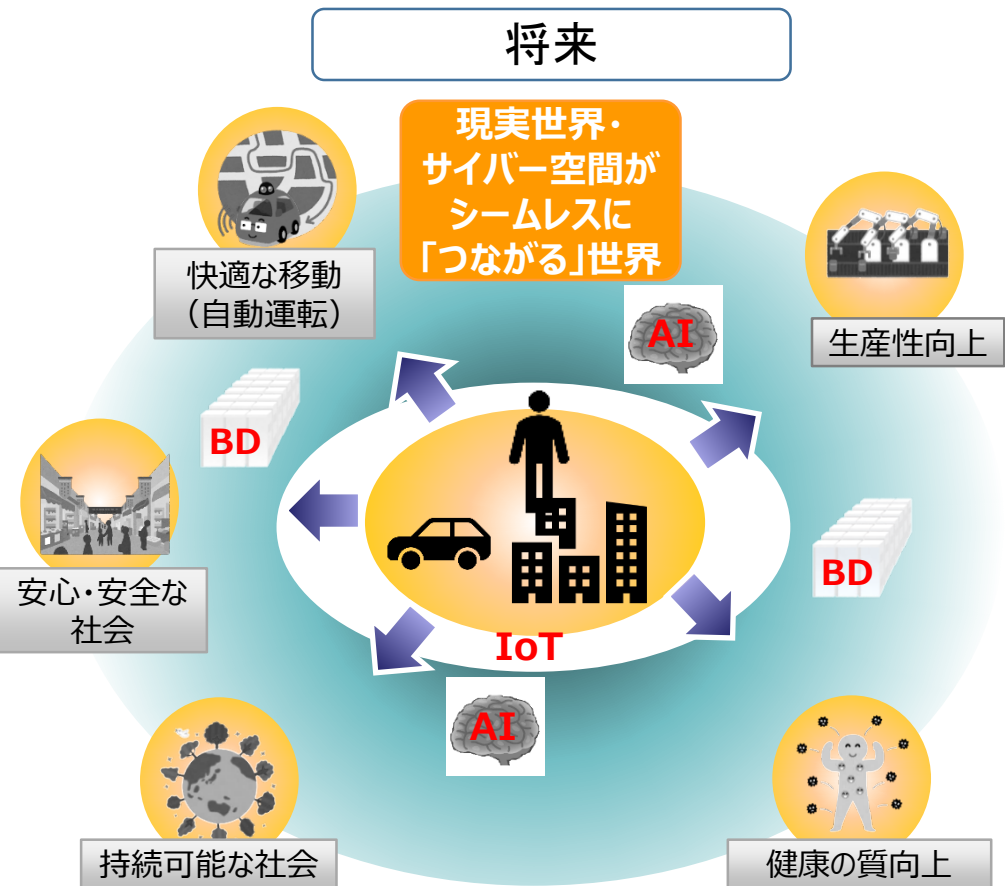 将来
現実世界・
サイバー空間が
シームレスに
「つながる」世界
快適な移動
（自動運転）
AI
生産性向上
BD
安心・安全な
社会
BD
IoT
AI
持続可能な社会
健康の質向上